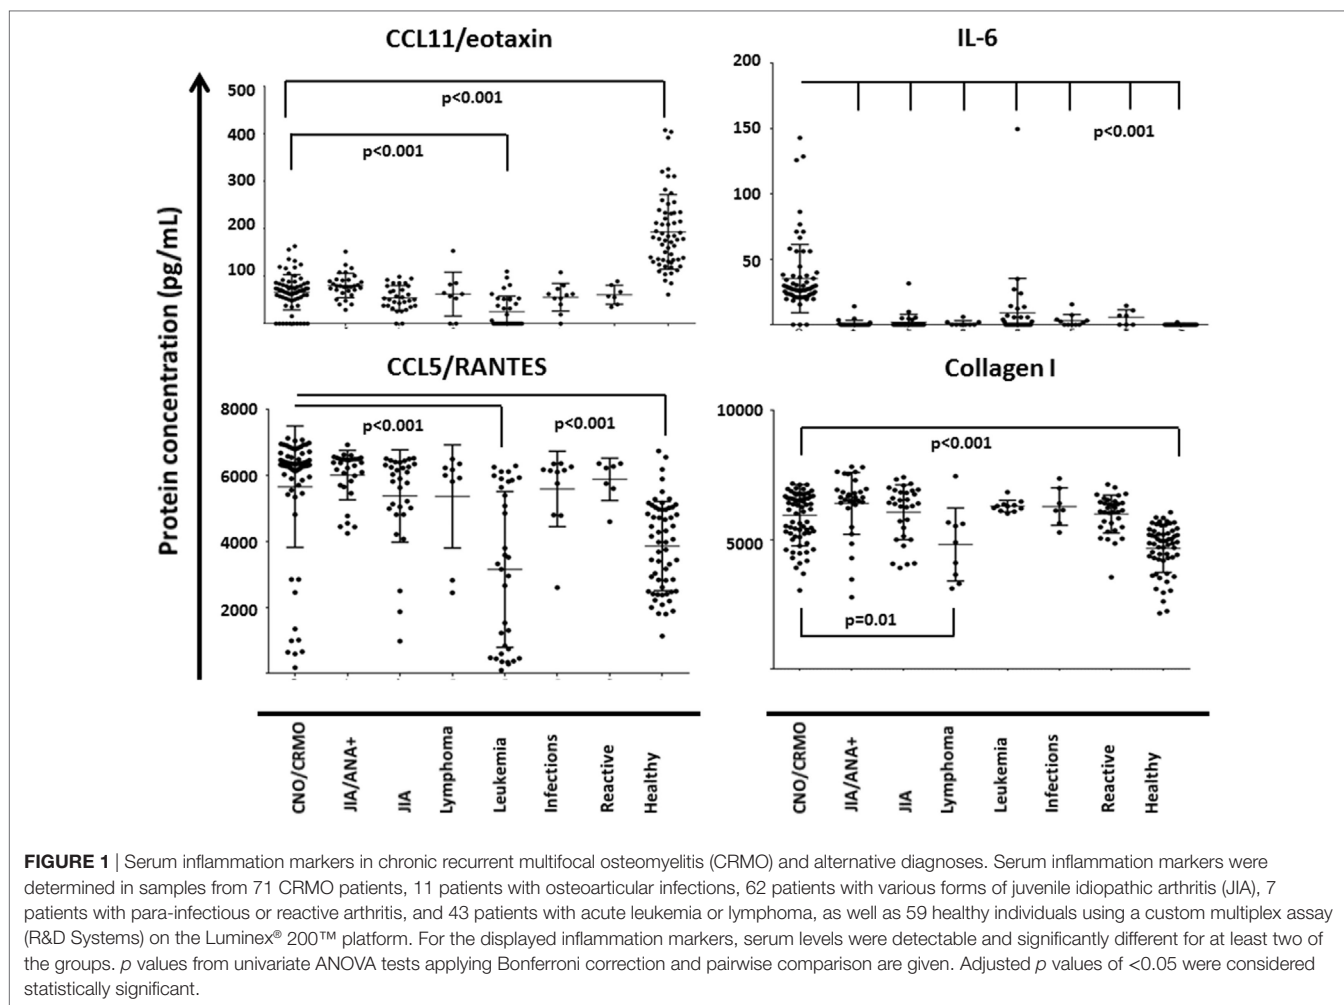 CCL11/eotaxin
IL-6
Protein concentration (pg/mL)
500
400
300
200
100
p<0.001
p<0.001
200
150
100
50
p<0.001
CCL5/RANTES
Collagen I
8000
6000
4000
2000
p<0.001
p<0.001
10000
5000
p<0.001
p=0.01
CNO/CRMO
JIA/ANA+
JIA
Lymphoma
Leukemia
Infections
Reactive
Healthy
CNO/CRMO
JIA/ANA+
JIA
Lymphoma
Leukemia
Infections
Reactive
Healthy
FIGURE 1 | Serum inflammation markers in chronic recurrent multifocal osteomyelitis (CRMO) and alternative diagnoses. Serum inflammation markers were
determined in samples from 71 CRMO patients, 11 patients with osteoarticular infections, 62 patients with various forms of juvenile idiopathic arthritis (JIA), 7
patients with para-infectious or reactive arthritis, and 43 patients with acute leukemia or lymphoma, as well as 59 healthy individuals using a custom multiplex assay
(R&D Systems) on the Luminex® 200™ platform. For the displayed inflammation markers, serum levels were detectable and significantly different for at least two of
the groups. p values from univariate ANOVA tests applying Bonferroni correction and pairwise comparison are given. Adjusted p values of <0.05 were considered
statistically significant.